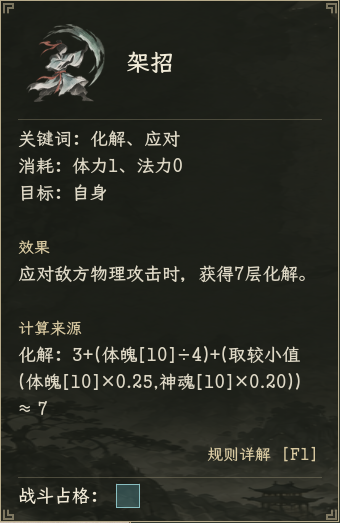 架招
关键词：化解、应对
消耗：体力1、法力0
目标：自身
效果
应对敌方物理攻击时，获得7层化解。
计算来源
化解：3+(体魄[10]÷4)+(取较小值
(体魄[10]×0.25,神魂[10]×0.20))
≈ 7
规则详解 [F1]
战斗占格：